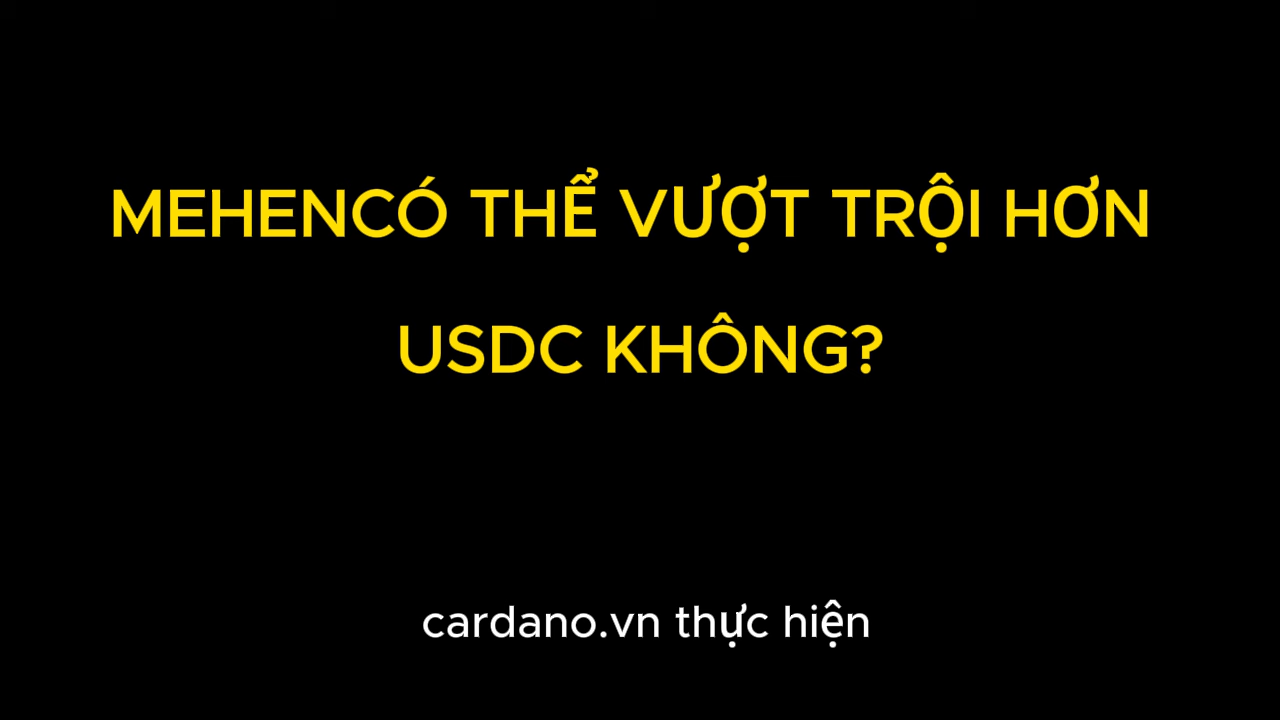 MEHENCÓ THỂ VƯỢT TRỘI HƠN
USDC KHÔNG?
cardano.vn thực hiện